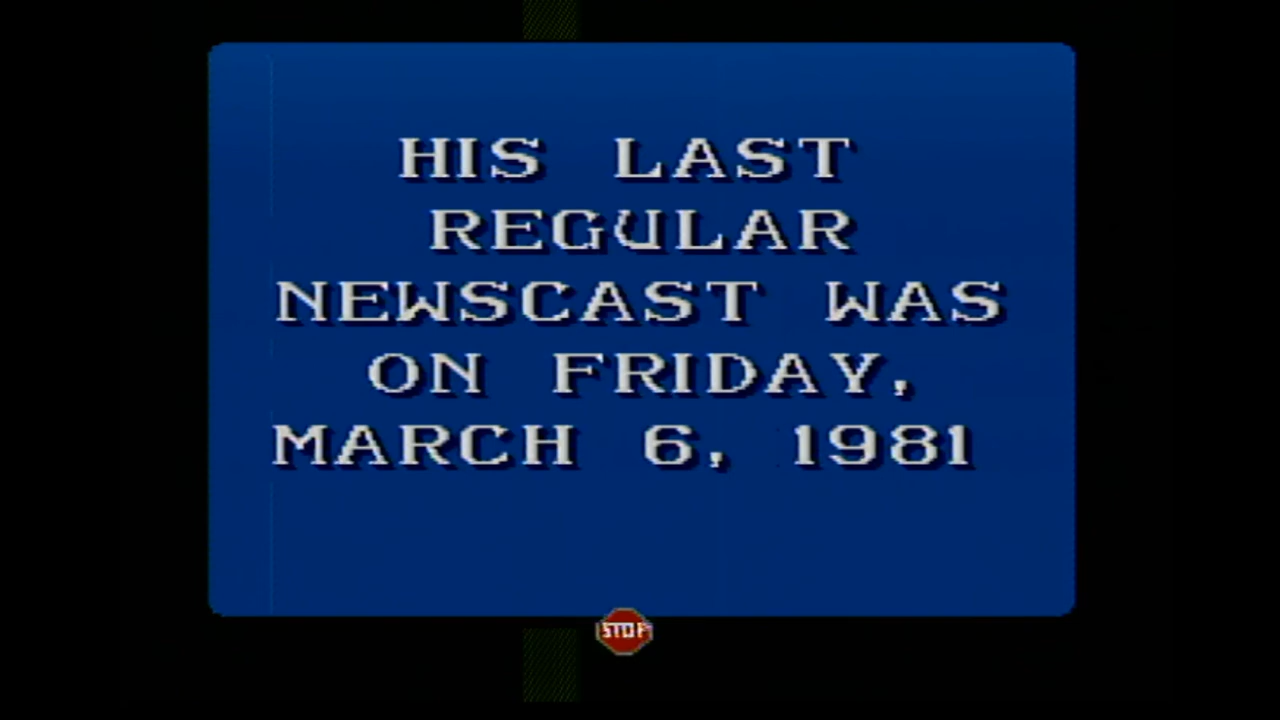 HIS LAST
REGULAR
NEWSCAST WAS
ON FRIDAY,
MARCH 6, 1981
STOP